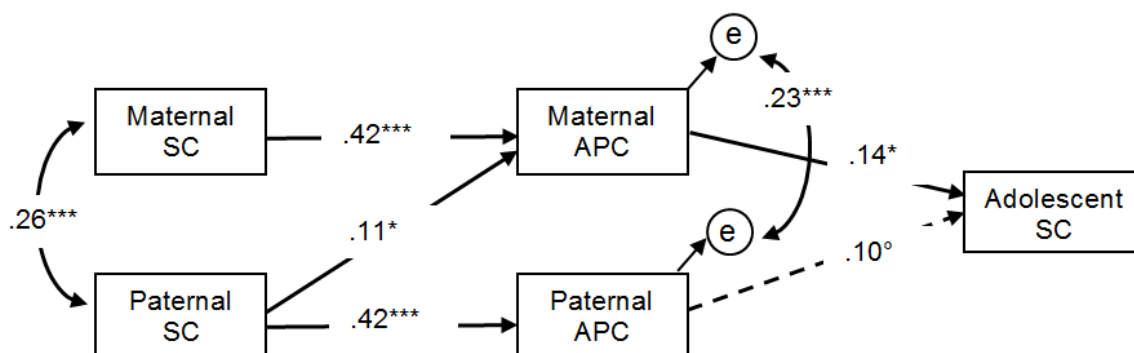 e
Maternal
SC
.42***
Maternal
APC
.23***
.14*
.26***
.11*
e
Adolescent
SC
.10°
Paternal
SC
.42***
Paternal
APC